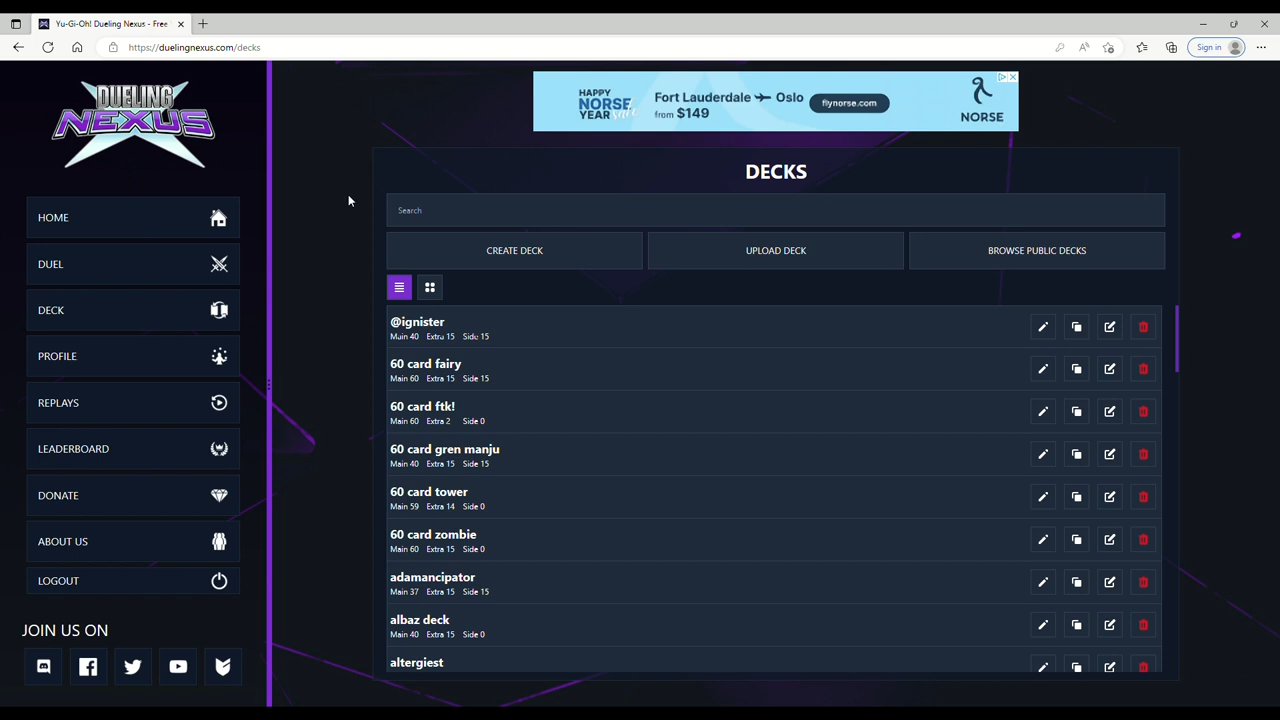 Yu-Gi-Oh! Dueling Nexus - Free
https://duelingnexus.com/decks
Sign in
DUELING
NEXUS
HOME
DUEL
DECK
PROFILE
REPLAYS
LEADERBOARD
DONATE
ABOUT US
LOGOUT
JOIN US ON
HAPPY
NORSE
YEAR sale
Fort Lauderdale Oslo
from $149
flynorse.com
NORSE
DECKS
Search
CREATE DECK
UPLOAD DECK
BROWSE PUBLIC DECKS
@ignister
Main 40 Extra 15 Side 15
60 card fairy
Main 60 Extra 15 Side 15
60 card ftk!
Main 60 Extra 2 Side 0
60 card gren manju
Main 40 Extra 15 Side 15
60 card tower
Main 59 Extra 14 Side 0
60 card zombie
Main 60 Extra 15 Side 0
adamancipator
Main 37 Extra 15 Side 15
albaz deck
Main 40 Extra 15 Side 0
altergiest